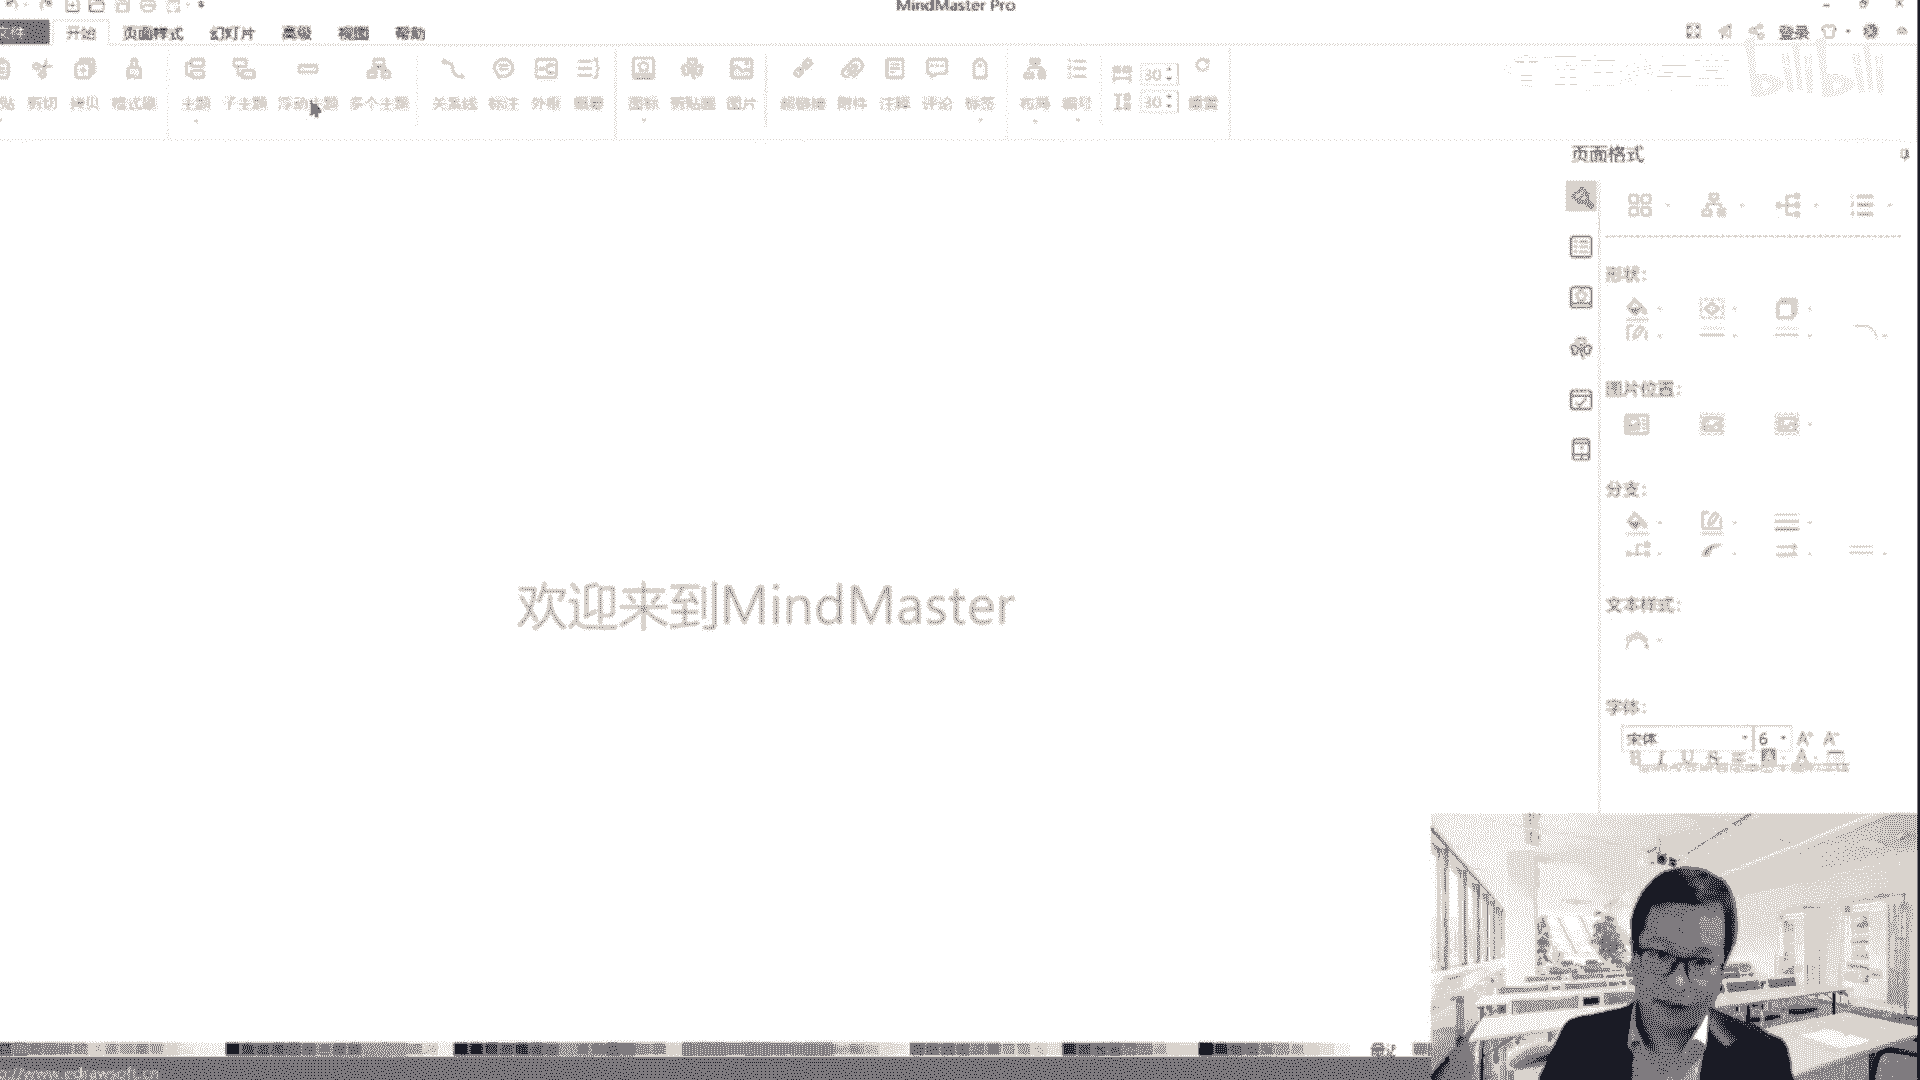 MindMaster Pro
文件 开始 页面样式 幻灯片 高级 视图 帮助 登录
剪切 拷贝 格式刷 主题 子主题 浮动主题 多个主题 关系线 标注 外框 概要 图标 剪贴画 图片 超链接 附件 注释 评论 标签 布局 编号 30 30 重置
bilibili
页面格式
形状:
图片位置:
分支:
欢迎来到MindMaster
文本样式:
字体:
宋体 6 A+ A-
B I U S A
www.edrawsoft.cn